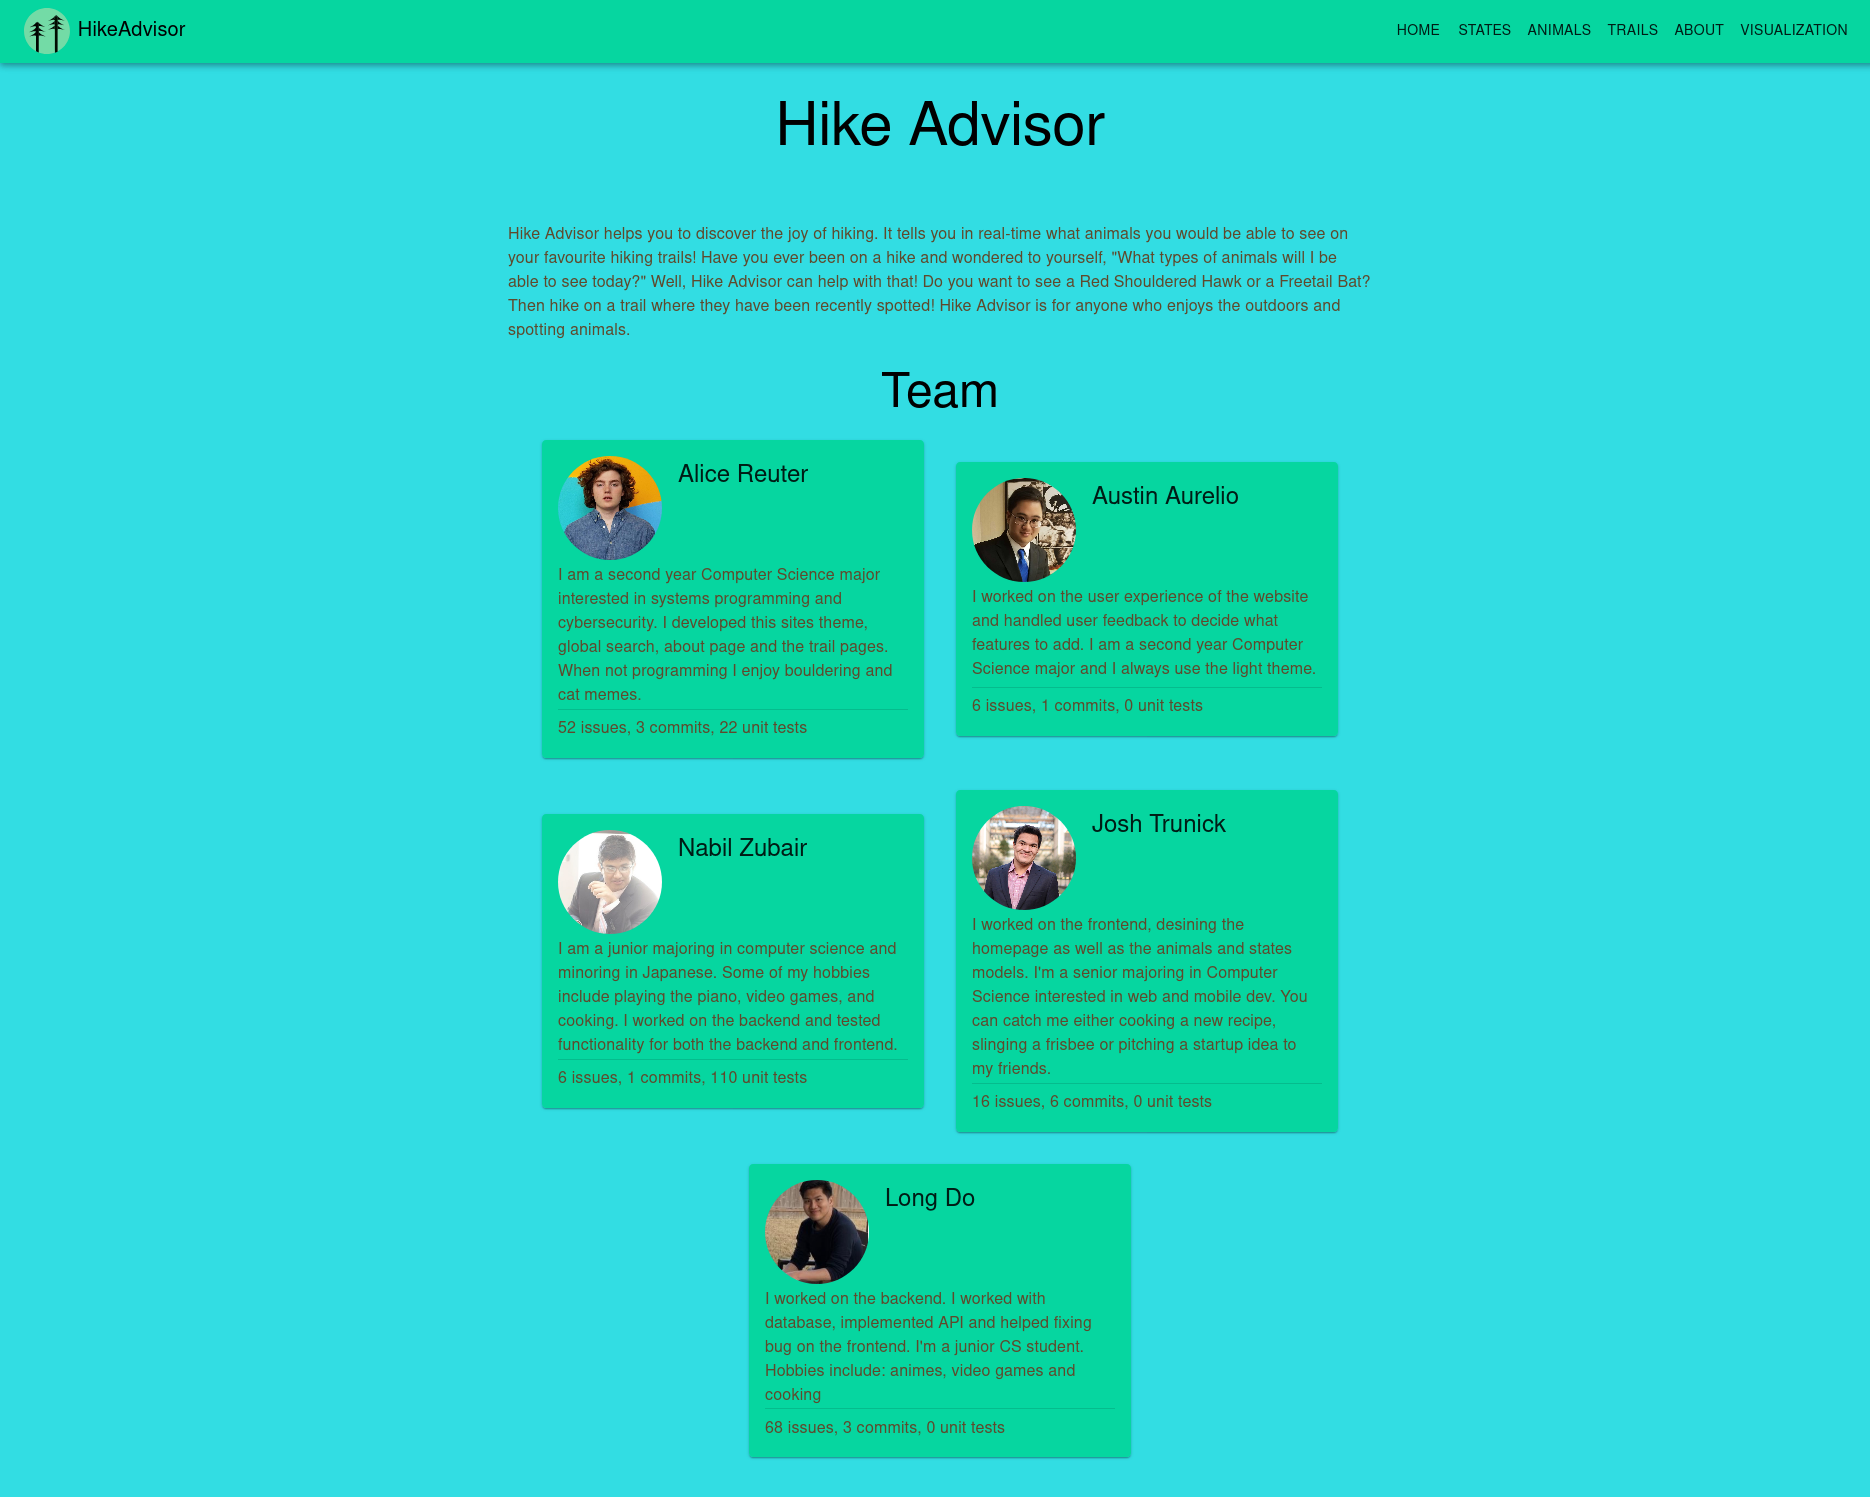 HikeAdvisor
HOME STATES ANIMALS TRAILS ABOUT VISUALIZATION
Hike Advisor
Hike Advisor helps you to discover the joy of hiking. It tells you in real-time what animals you would be able to see on
your favourite hiking trails! Have you ever been on a hike and wondered to yourself, "What types of animals will I be
able to see today?" Well, Hike Advisor can help with that! Do you want to see a Red Shouldered Hawk or a Freetail Bat?
Then hike on a trail where they have been recently spotted! Hike Advisor is for anyone who enjoys the outdoors and
spotting animals.
Team
Alice Reuter
I am a second year Computer Science major
interested in systems programming and
cybersecurity. I developed this sites theme,
global search, about page and the trail pages.
When not programming I enjoy bouldering and
cat memes.
52 issues, 3 commits, 22 unit tests
Austin Aurelio
I worked on the user experience of the website
and handled user feedback to decide what
features to add. I am a second year Computer
Science major and I always use the light theme.
6 issues, 1 commits, 0 unit tests
Nabil Zubair
I am a junior majoring in computer science and
minoring in Japanese. Some of my hobbies
include playing the piano, video games, and
cooking. I worked on the backend and tested
functionality for both the backend and frontend.
6 issues, 1 commits, 110 unit tests
Josh Trunick
I worked on the frontend, desining the
homepage as well as the animals and states
models. I'm a senior majoring in Computer
Science interested in web and mobile dev. You
can catch me either cooking a new recipe,
slinging a frisbee or pitching a startup idea to
my friends.
16 issues, 6 commits, 0 unit tests
Long Do
I worked on the backend. I worked with
database, implemented API and helped fixing
bug on the frontend. I'm a junior CS student.
Hobbies include: animes, video games and
cooking
68 issues, 3 commits, 0 unit tests